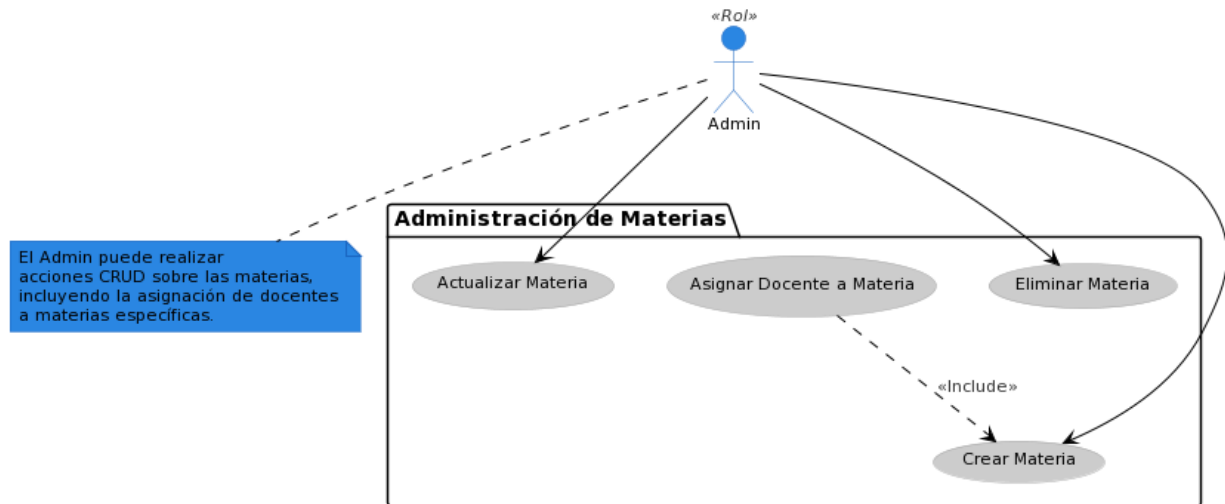 «Rol»
Admin
Administración de Materias
El Admin puede realizar
acciones CRUD sobre las materias,
incluyendo la asignación de docentes
a materias específicas.
Actualizar Materia
Asignar Docente a Materia
Eliminar Materia
«Include»
Crear Materia